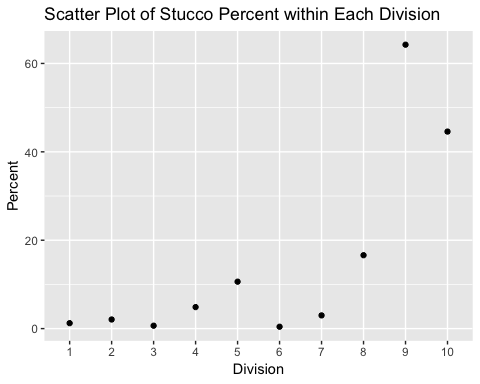 Scatter Plot of Stucco Percent within Each Division
Percent
60
40
20
0
1 2 3 4 5 6 7 8 9 10
Division